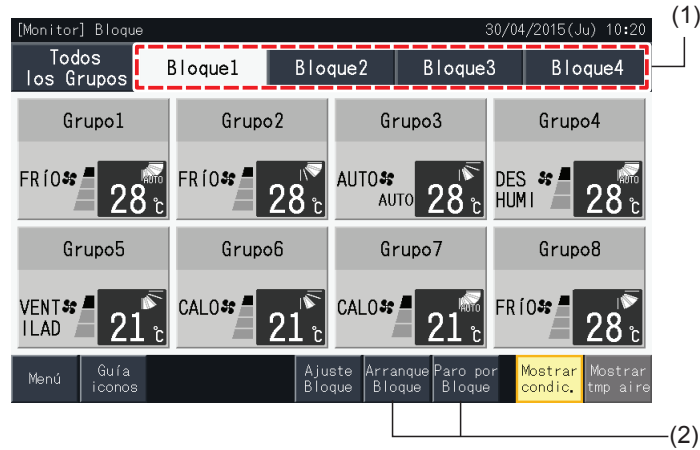 [Monitor] Bloque 30/04/2015(Ju) 10:20
(1)
Todos
los Grupos
Bloque1 Bloque2 Bloque3 Bloque4
Grupo1 Grupo2 Grupo3 Grupo4
FRÍO AUTO 28 °C
FRÍO 28 °C
AUTO AUTO 28 °C
DES
HUMI AUTO 28 °C
Grupo5 Grupo6 Grupo7 Grupo8
VENT
ILAD 21 °C
CALO 21 °C
CALO AUTO 21 °C
FRÍO 28 °C
Menú
Guía
iconos
Ajuste
Bloque
Arranque
Bloque
Paro por
Bloque
Mostrar
condic.
Mostrar
tmp aire
(2)